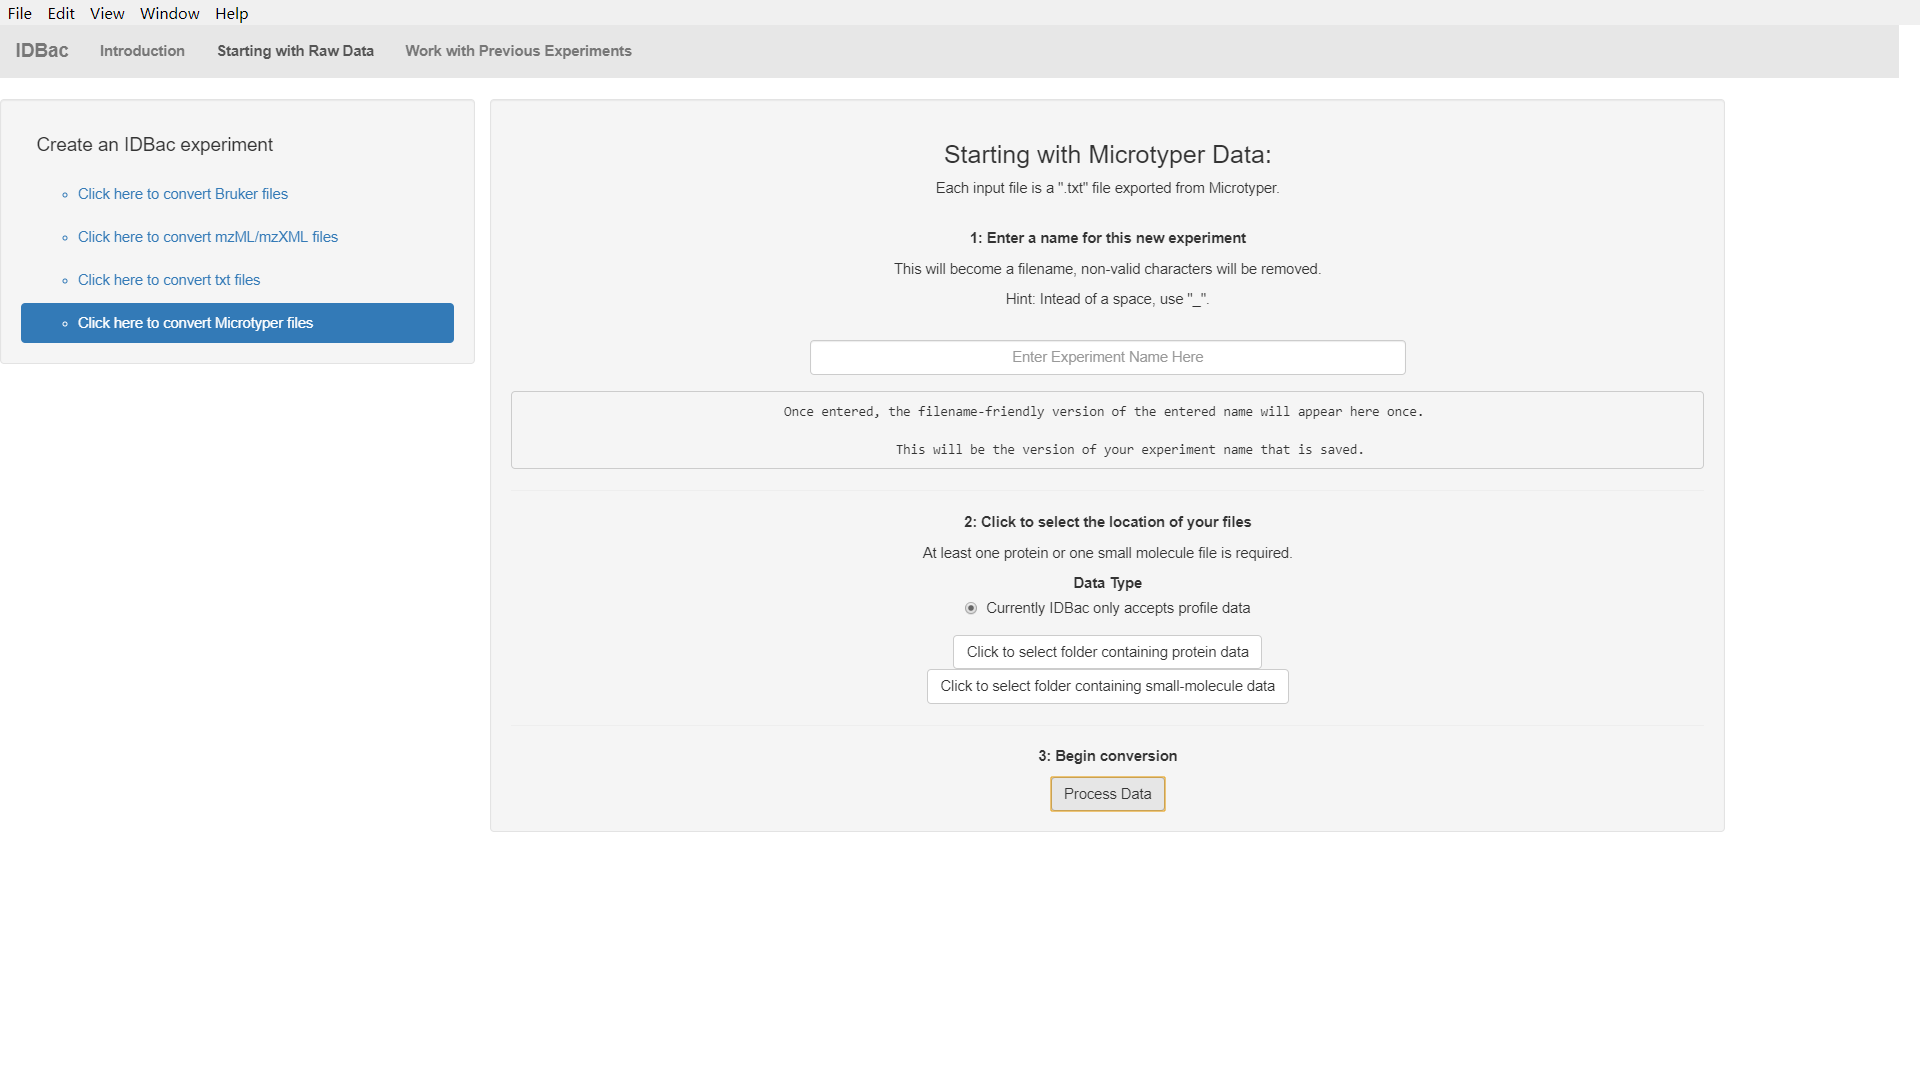 File Edit View Window Help
IDBac Introduction Starting with Raw Data Work with Previous Experiments
Create an IDBac experiment
Click here to convert Bruker files
Click here to convert mzML/mzXML files
Click here to convert txt files
Click here to convert Microtyper files
Starting with Microtyper Data:
Each input file is a ".txt" file exported from Microtyper.
1: Enter a name for this new experiment
This will become a filename, non-valid characters will be removed.
Hint: Intead of a space, use "_".
Enter Experiment Name Here
Once entered, the filename-friendly version of the entered name will appear here once.
This will be the version of your experiment name that is saved.
2: Click to select the location of your files
At least one protein or one small molecule file is required.
Data Type
Currently IDBac only accepts profile data
Click to select folder containing protein data
Click to select folder containing small-molecule data
3: Begin conversion
Process Data